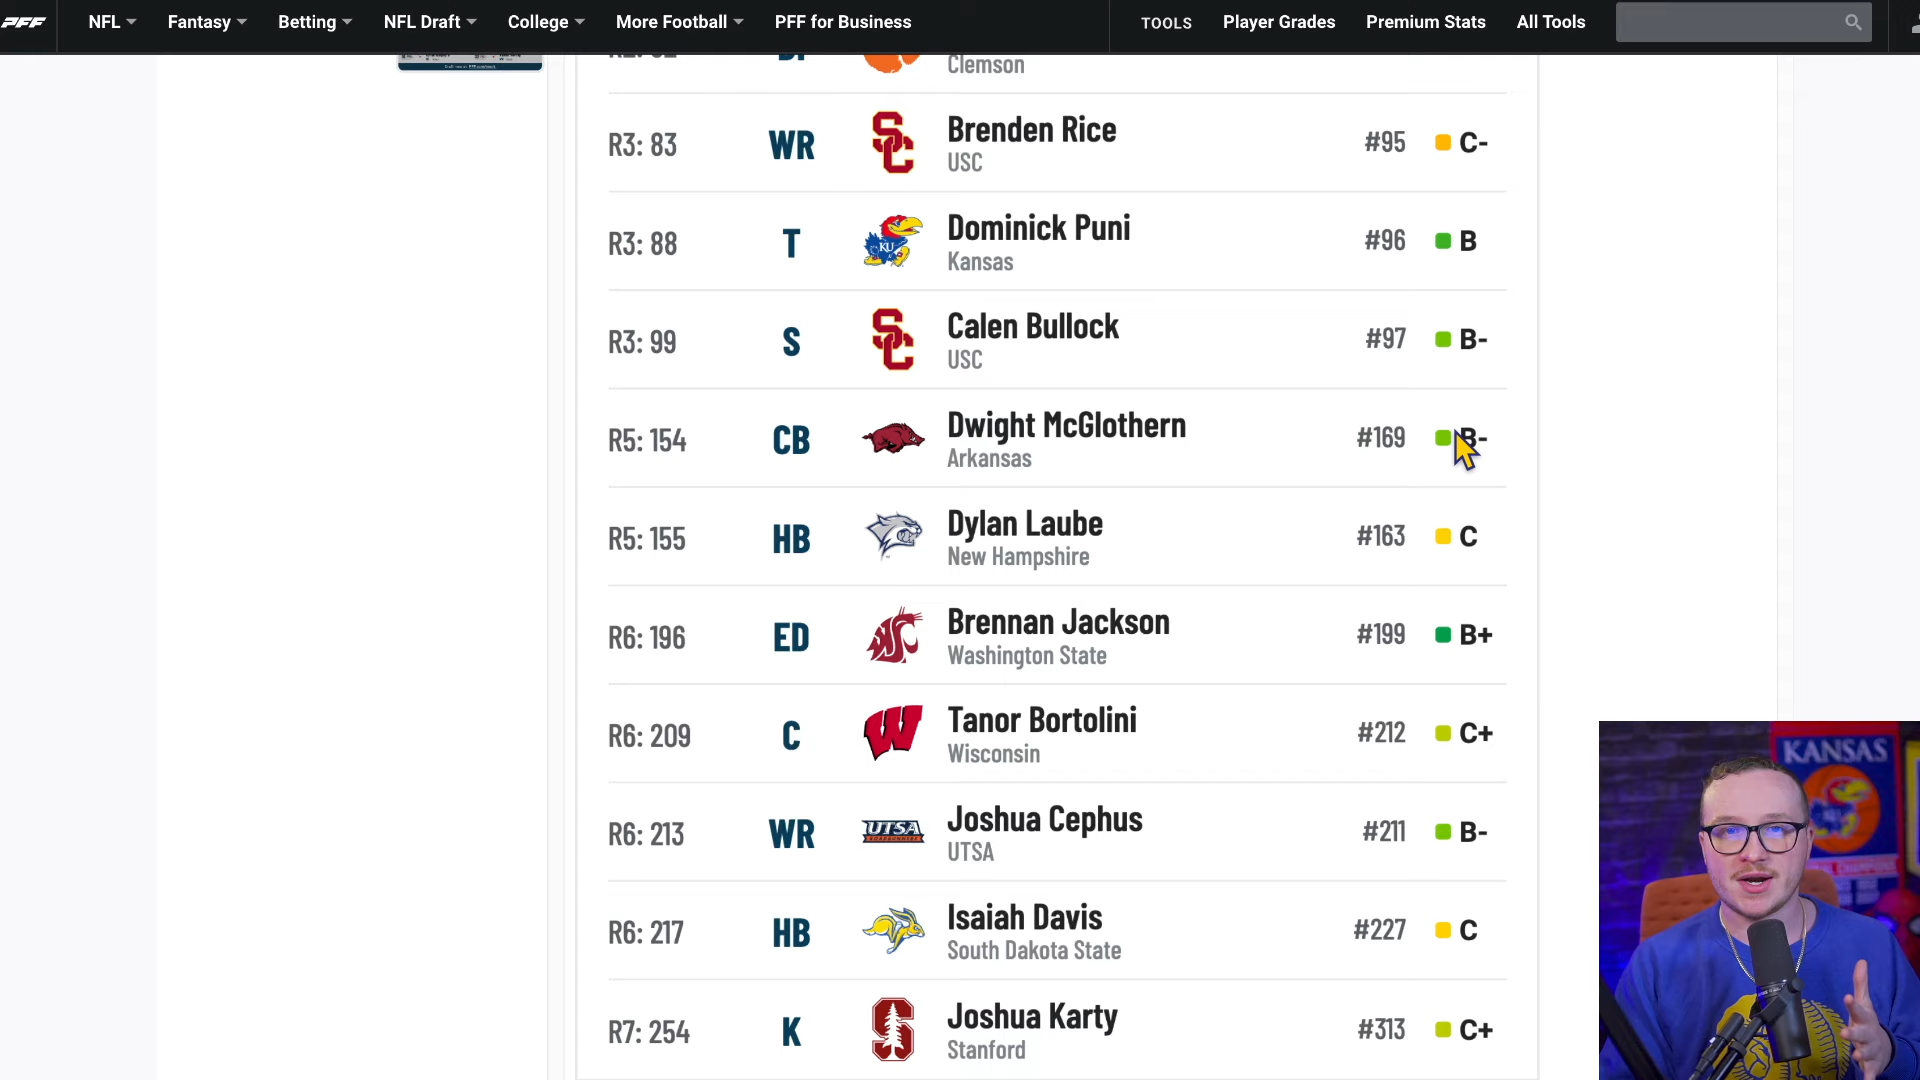 PFF NFL Fantasy Betting NFL Draft College More Football PFF for Business TOOLS Player Grades Premium Stats All Tools
Clemson
R3: 83 WR SC Brenden Rice #95 C-
USC
R3: 88 T KU Dominick Puni #96 B
Kansas
R3: 99 S SC Calen Bullock #97 B-
USC
R5: 154 CB Dwight McGlothern #169 B-
Arkansas
R5: 155 HB Dylan Laube #163 C
New Hampshire
R6: 196 ED Brennan Jackson #199 B+
Washington State
R6: 209 C W Tanor Bortolini #212 C+
Wisconsin
R6: 213 WR UTSA Joshua Cephus #211 B-
UTSA
KANSAS
R6: 217 HB Isaiah Davis #227 C
South Dakota State
R7: 254 K S Joshua Karty #313 C+
Stanford